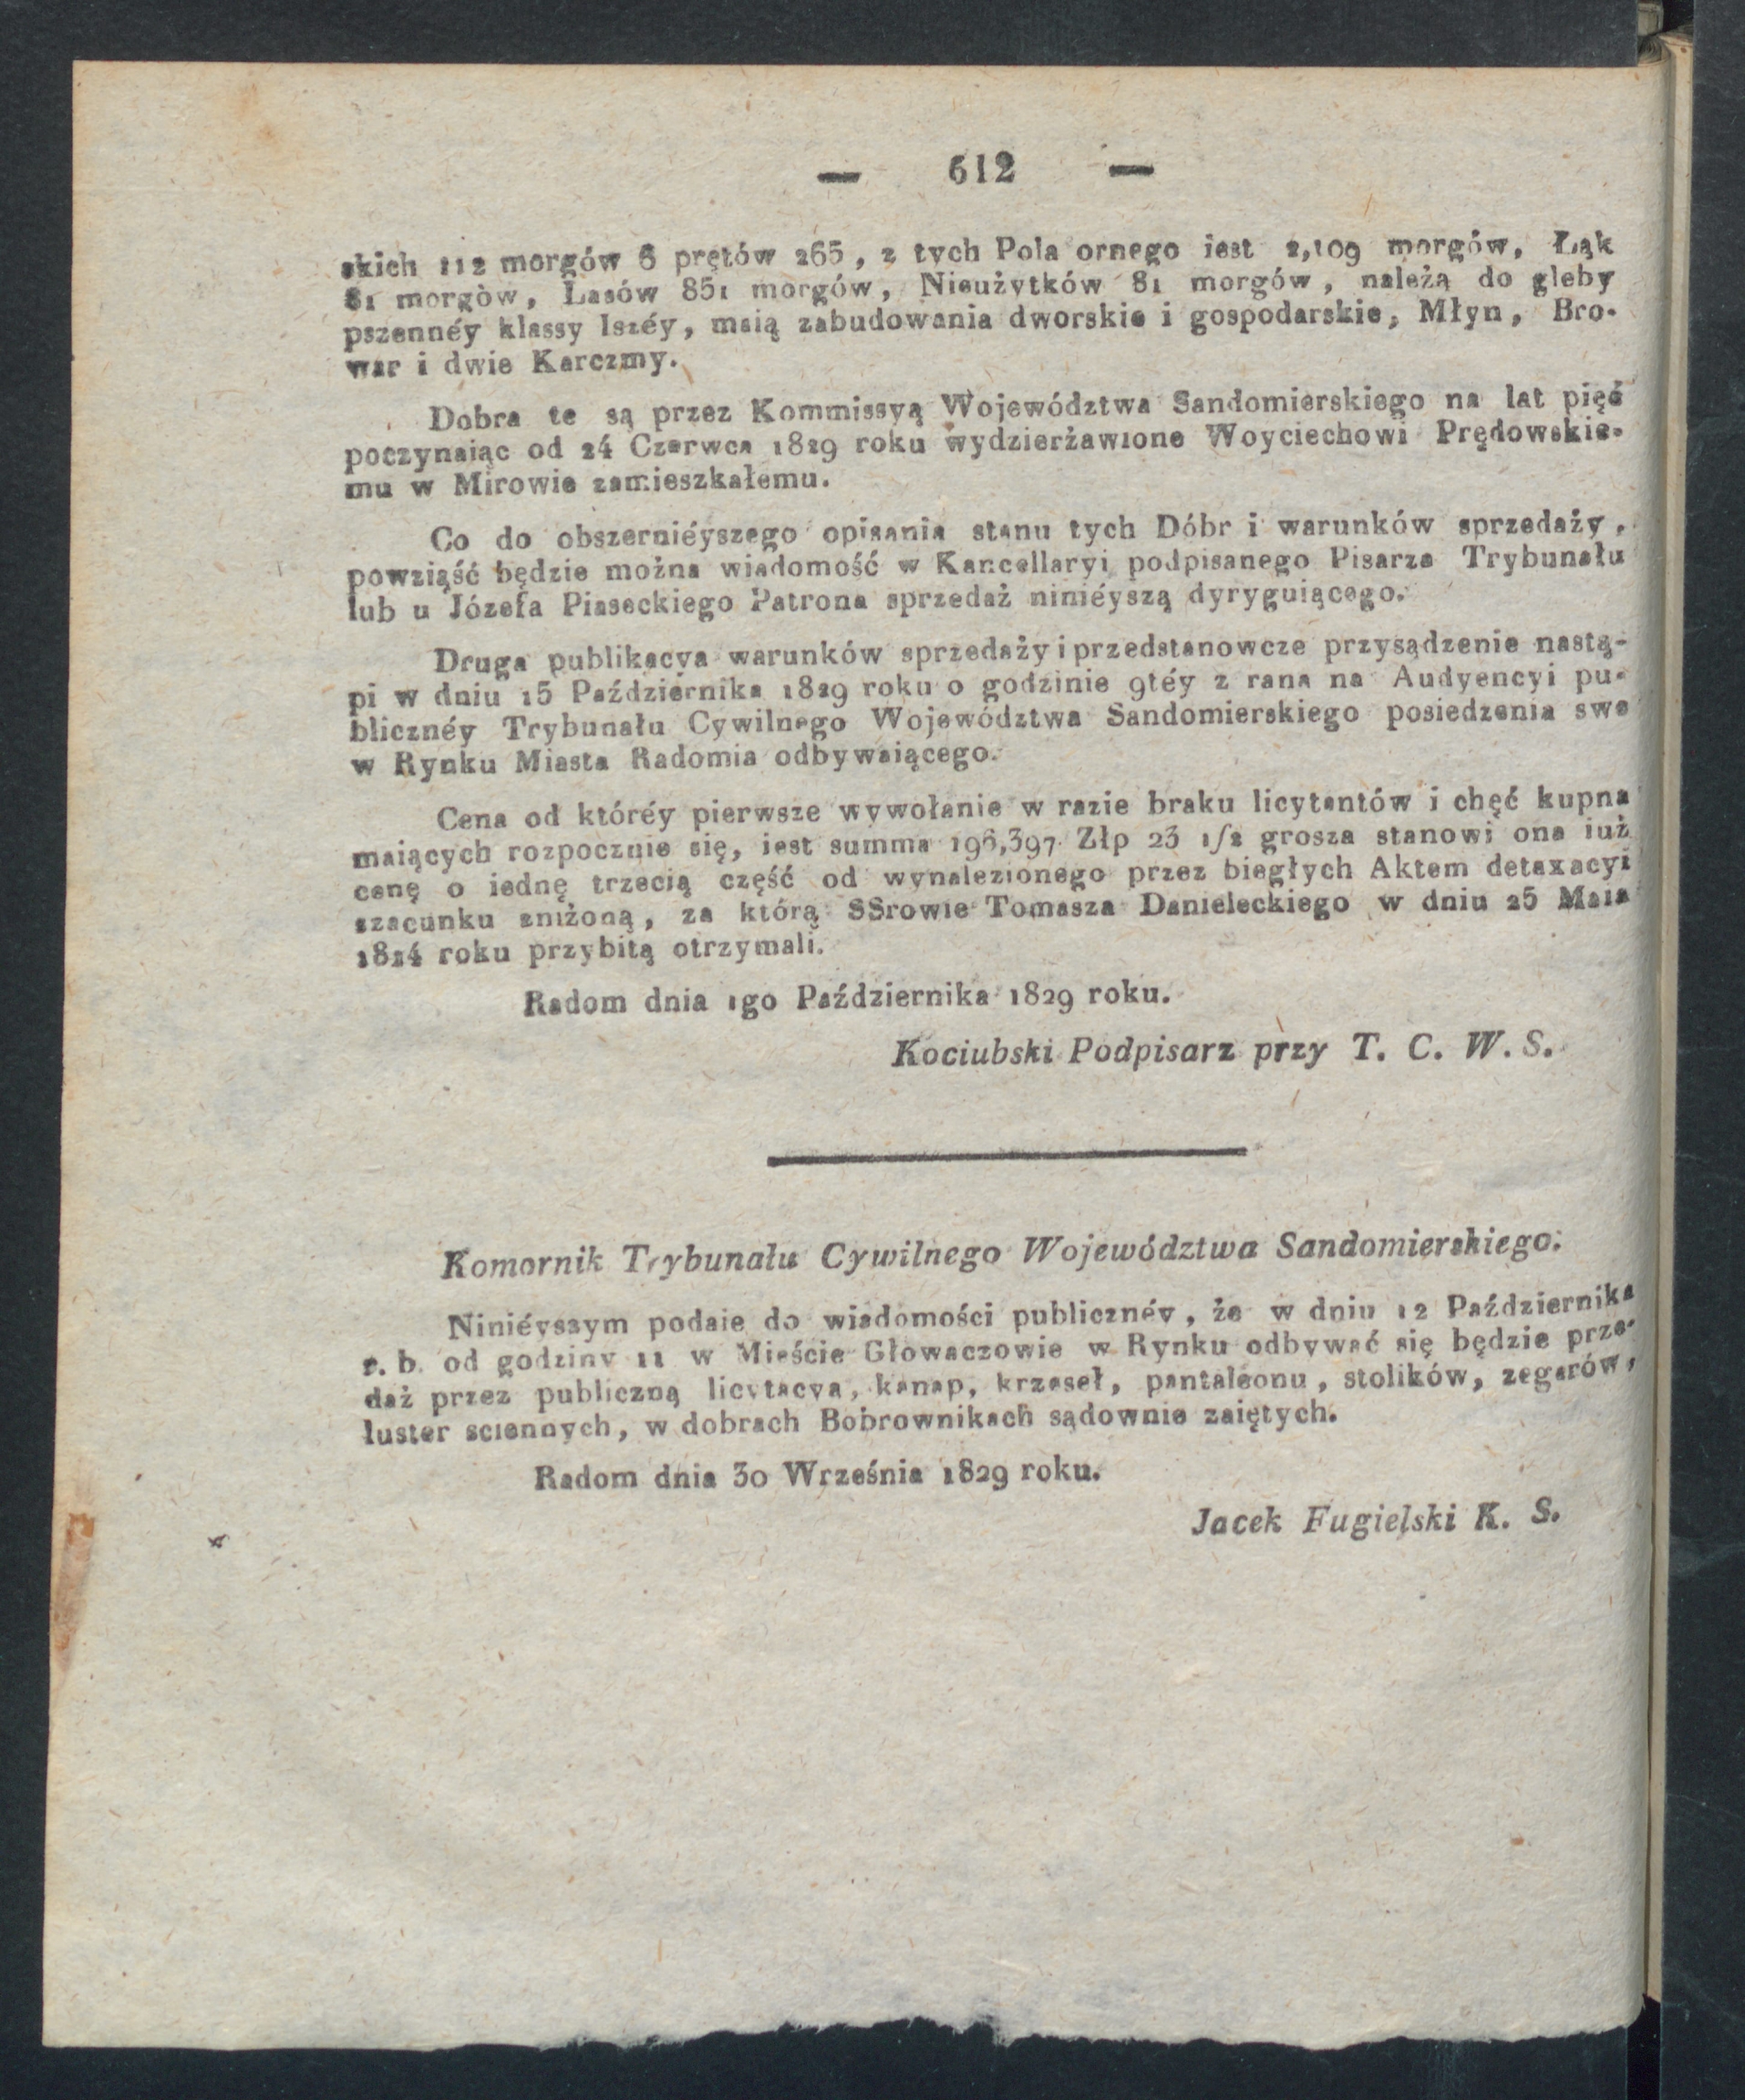 — 612 —
skich 112 morgów 6 prętów 265, z tych Pola ornego iest 2,109 morgów, Łąk
81 morgòw, Lasów 851 morgów, Nieużytków 81 morgów, należą do gleby
pszennéy klassy Iszéy, maią zabudowania dworskie i gospodarskie, Młyn, Bro-
war i dwie Karczmy.
Dobra te są przez Kommissyą Województwa Sandomierskiego na lat pięć
poczynaiąc od 24 Czerwca 1829 roku wydzierżawione Woyciechowi Prędowskie-
mu w Mirowie zamieszkałemu.
Co do obszerniéyszego opisania stanu tych Dóbr i warunków sprzedaży,
powziąść będzie można wiadomość w Kancellaryi podpisanego Pisarza Trybunału
lub u Józefa Piaseckiego Patrona sprzedaż niniéyszą dyryguiącego.
Druga publikacya warunków sprzedaży i przedstanowcze przysądzenie nastą-
pi w dniu 15 Października 1829 roku o godzinie 9téy z rana na Audyencyi pu-
blicznéy Trybunału Cywilnego Województwa Sandomierskiego posiedzenia swe
w Rynku Miasta Radomia odbywaiącego.
Cena od któréy pierwsze wywołanie w razie braku licytantów i chęć kupna
maiących rozpocznie się, iest summa 196,397 Złp 23 1/2 grosza stanowi ona iuż
cenę o iednę trzecią część od wynalezionego przez biegłych Aktem detaxacyi
szacunku zniżoną, za którą SSrowie Tomasza Danieleckiego w dniu 25 Maia
1824 roku przybitą otrzymali.
Radom dnia 1go Października 1829 roku.
Kociubski Podpisarz przy T. C. W. S.
Komornik Trybunału Cywilnego Województwa Sandomierskiego.
Niniéyszym podaie do wiadomości publicznéy, że w dniu 12 Października
r. b. od godziny 11 w Mieście Głowaczowie w Rynku odbywać się będzie prze-
daż przez publiczną licytacya, kanap, krzeseł, pantaleonu, stolików, zegarów,
luster sciennych, w dobrach Bobrownikach sądownie zaiętych.
Radom dnia 30 Września 1829 roku.
Jacek Fugielski K. S.